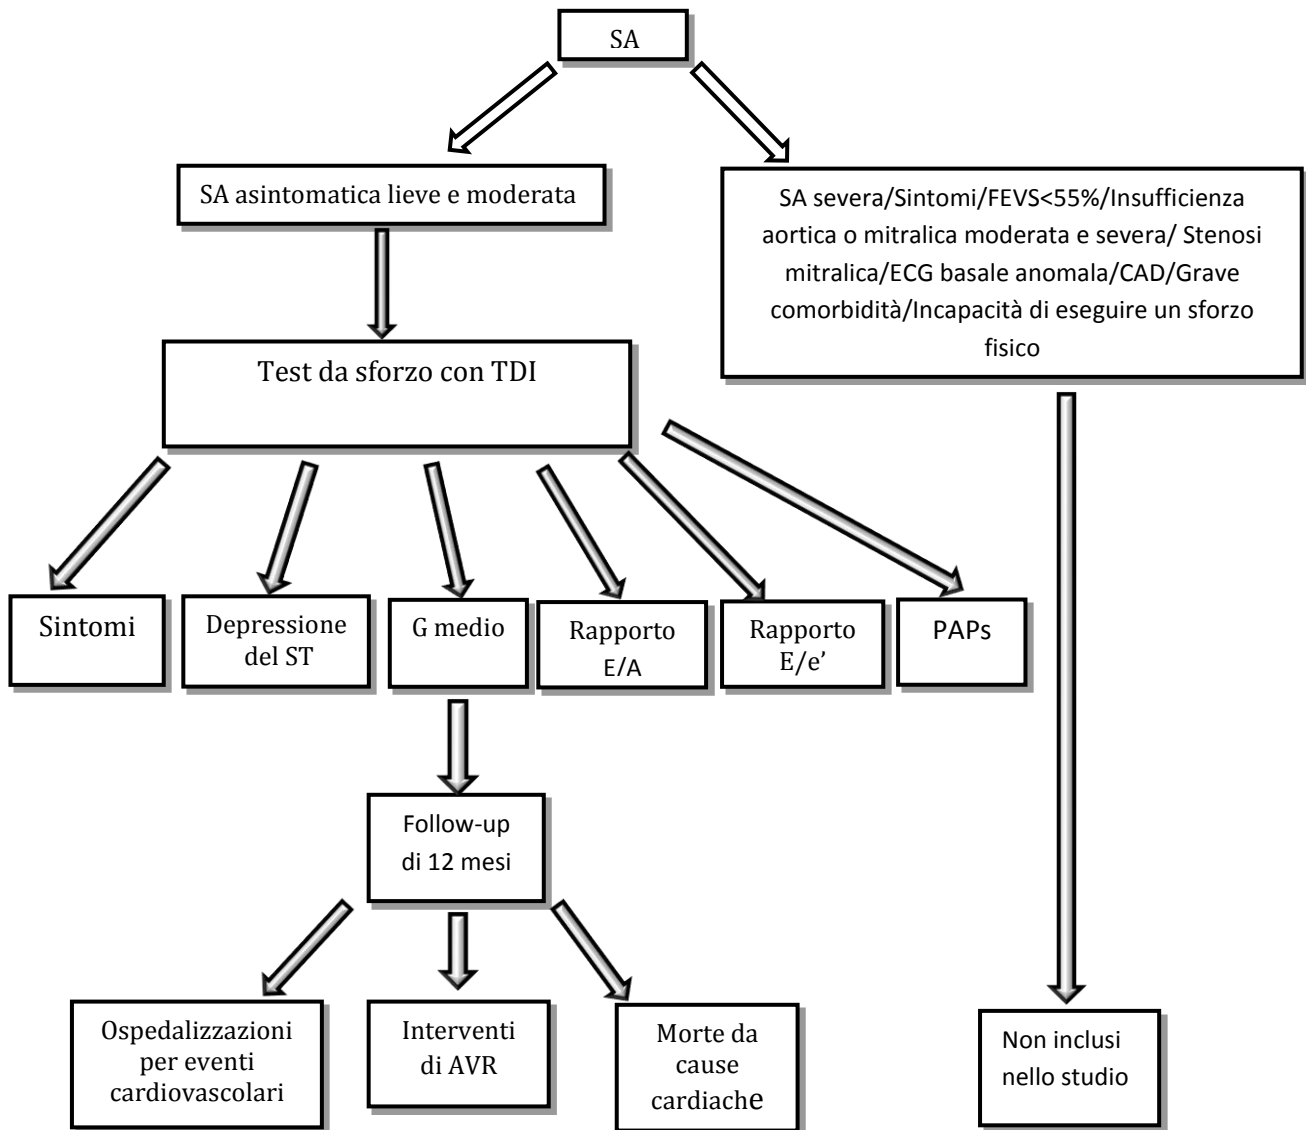 SA
SA asintomatica lieve e moderata
SA severa/Sintomi/FEVS<55%/Insufficienza
aortica o mitralica moderata e severa/ Stenosi
mitralica/ECG basale anomala/CAD/Grave
comorbidità/Incapacità di eseguire un sforzo
fisico
Test da sforzo con TDI
Sintomi
Depressione
del ST
G medio
Rapporto
E/A
Rapporto
E/e’
PAPs
Follow-up
di 12 mesi
Ospedalizzazioni
per eventi
cardiovascolari
Interventi
di AVR
Morte da
cause
cardiache
Non inclusi
nello studio